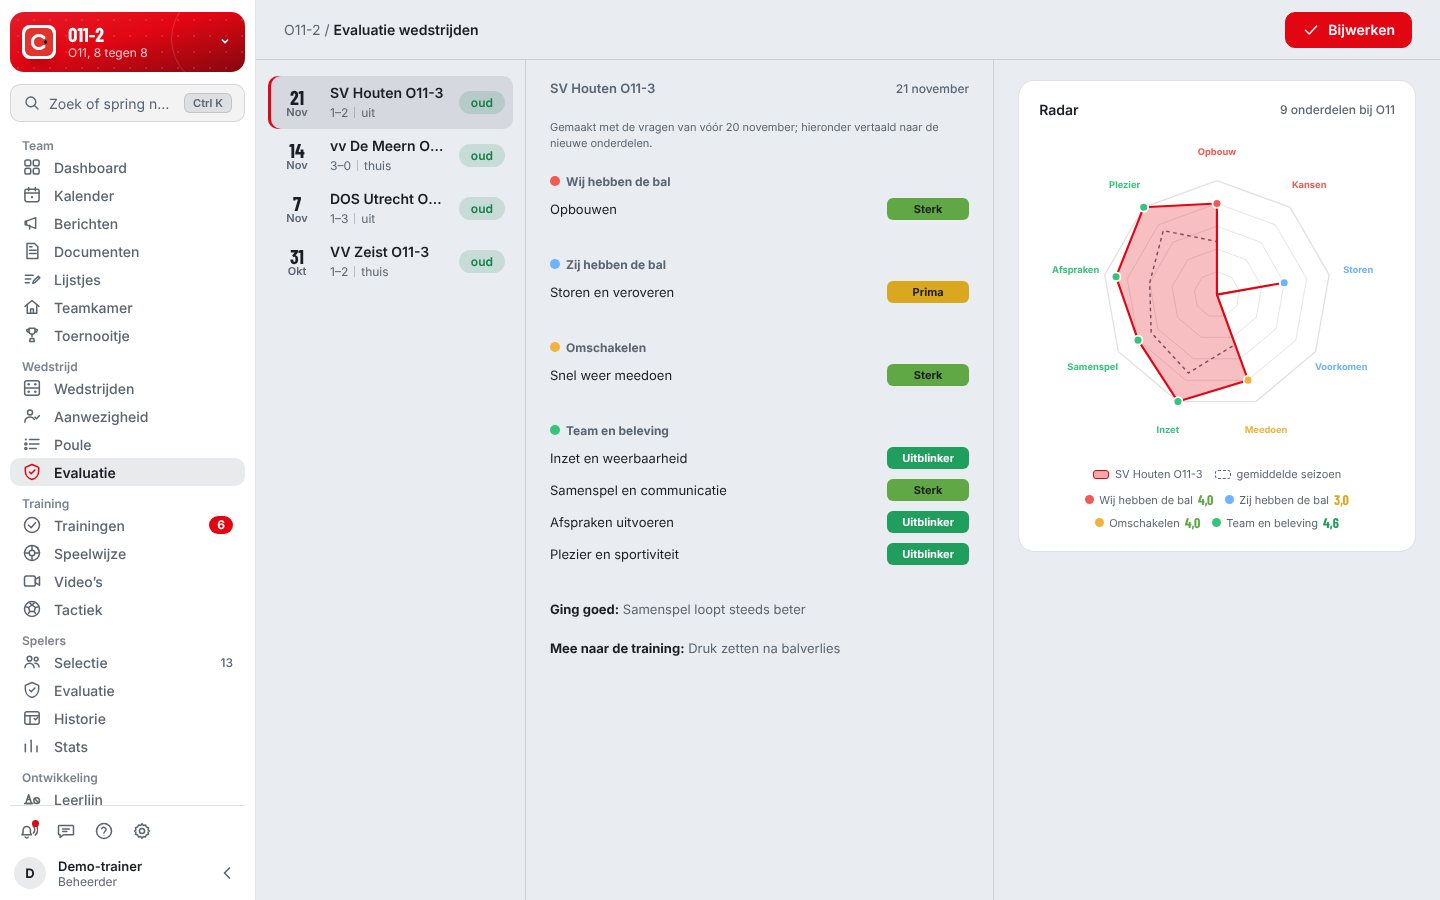 O11-2
O11, 8 tegen 8
Zoek of spring n...
Ctrl K
Team
Dashboard
Kalender
Berichten
Documenten
Lijstjes
Teamkamer
Toernooitje
Wedstrijd
Wedstrijden
Aanwezigheid
Poule
Evaluatie
Training
Trainingen
6
Speelwijze
Video's
Tactiek
Spelers
Selectie
13
Evaluatie
Historie
Stats
Ontwikkeling
Leerlijn
D
Demo-trainer
Beheerder
O11-2 / Evaluatie wedstrijden
Bijwerken
21
Nov
SV Houten O11-3
1–2 | uit
oud
14
Nov
vv De Meern O...
3–0 | thuis
oud
7
Nov
DOS Utrecht O...
1–3 | uit
oud
31
Okt
VV Zeist O11-3
1–2 | thuis
oud
SV Houten O11-3
21 november
Gemaakt met de vragen van vóór 20 november; hieronder vertaald naar de
nieuwe onderdelen.
Wij hebben de bal
Opbouwen
Sterk
Zij hebben de bal
Storen en veroveren
Prima
Omschakelen
Snel weer meedoen
Sterk
Team en beleving
Inzet en weerbaarheid
Uitblinker
Samenspel en communicatie
Sterk
Afspraken uitvoeren
Uitblinker
Plezier en sportiviteit
Uitblinker
Ging goed: Samenspel loopt steeds beter
Mee naar de training: Druk zetten na balverlies
Radar
9 onderdelen bij O11
Opbouw
Plezier
Kansen
Afspraken
Storen
Samenspel
Voorkomen
Inzet
Meedoen
SV Houten O11-3
gemiddelde seizoen
Wij hebben de bal 4,0
Zij hebben de bal 3,0
Omschakelen 4,0
Team en beleving 4,6